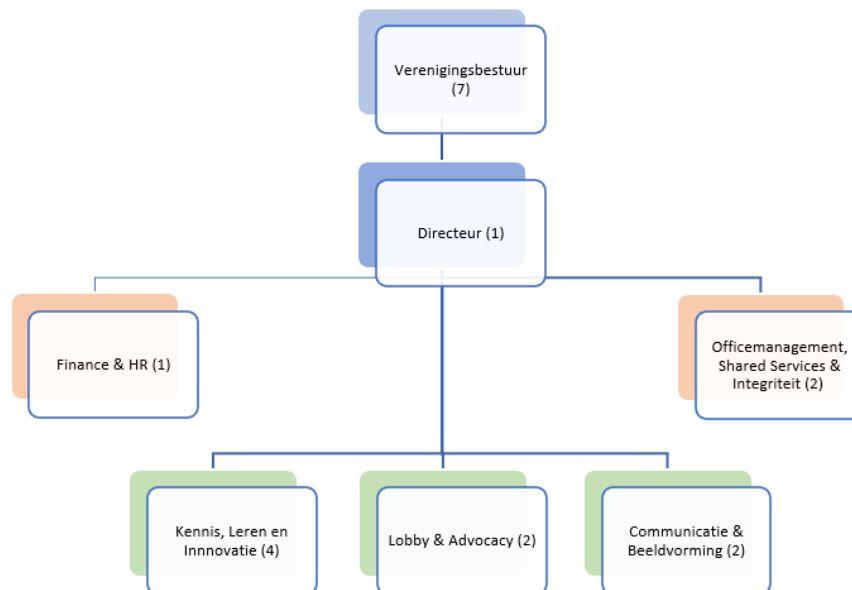 Verenigingsbestuur
(7)
Directeur (1)
Finance & HR (1)
Officemanagement,
Shared Services &
Integriteit (2)
Kennis, Leren en
Innnovatie (4)
Lobby & Advocacy (2)
Communicatie &
Beeldvorming (2)